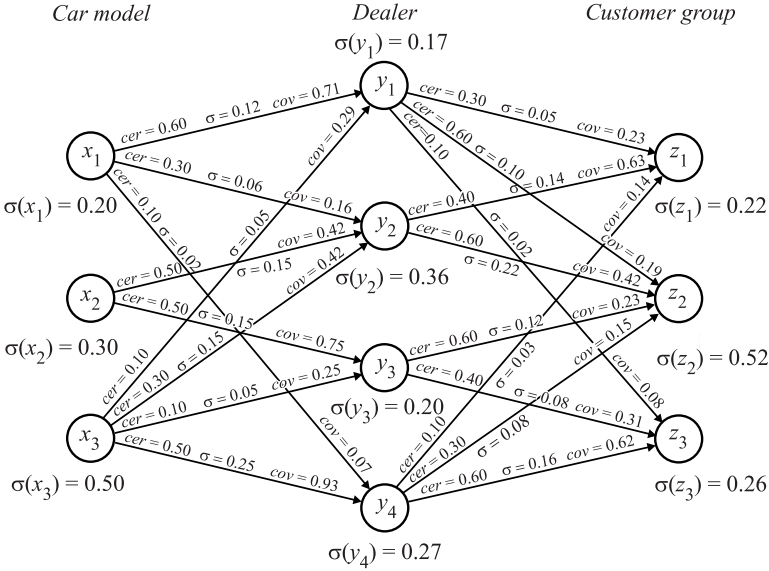 Car model
Dealer
Customer group
σ(y1) = 0.17
y1
cer = 0.60 σ = 0.12 cov = 0.71
cer = 0.30 σ = 0.05 cov = 0.23
x1
cer = 0.30 σ = 0.06 cov = 0.16
cer = 0.60 σ = 0.10 cov = 0.19
z1
cer = 0.10 σ = 0.02 cov = 0.07
cer=0.10 σ = 0.02 cov = 0.08
σ(x1) = 0.20
cer = 0.40 σ = 0.14 cov = 0.63
σ(z1) = 0.22
y2
cer = 0.50 σ = 0.15 cov = 0.42
cer = 0.60 σ = 0.22 cov = 0.42
σ(y2) = 0.36
x2
cer = 0.50 σ = 0.15 cov = 0.75
z2
σ(x2) = 0.30
cer = 0.60 σ = 0.12 cov = 0.23
σ(z2) = 0.52
y3
cer = 0.10 σ = 0.05 cov = 0.29
cer = 0.40 σ = 0.08 cov = 0.31
cer = 0.30 σ = 0.15 cov = 0.42
σ(y3) = 0.20
cer = 0.10 σ = 0.05 cov = 0.25
x3
cer = 0.50 σ = 0.25 cov = 0.93
cer = 0.10 σ = 0.03 cov = 0.14
z3
σ(x3) = 0.50
cer = 0.30 σ = 0.08 cov = 0.15
σ(z3) = 0.26
cer = 0.60 σ = 0.16 cov = 0.62
y4
σ(y4) = 0.27